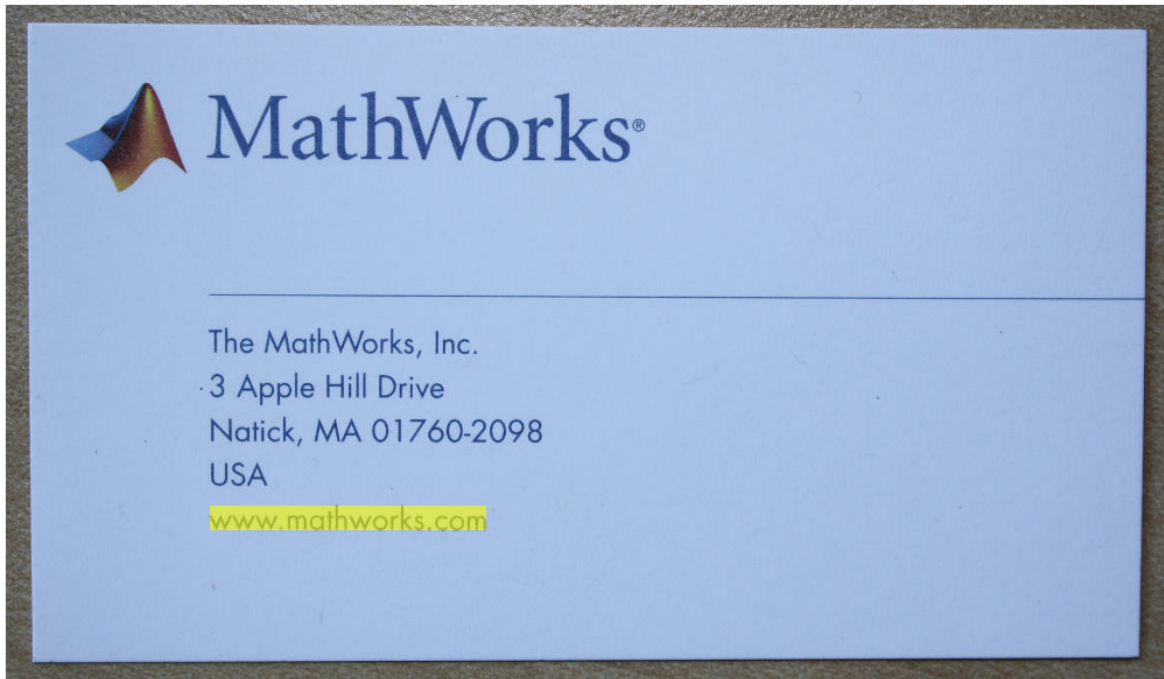 MathWorks®
The MathWorks, Inc.
3 Apple Hill Drive
Natick, MA 01760-2098
USA
www.mathworks.com